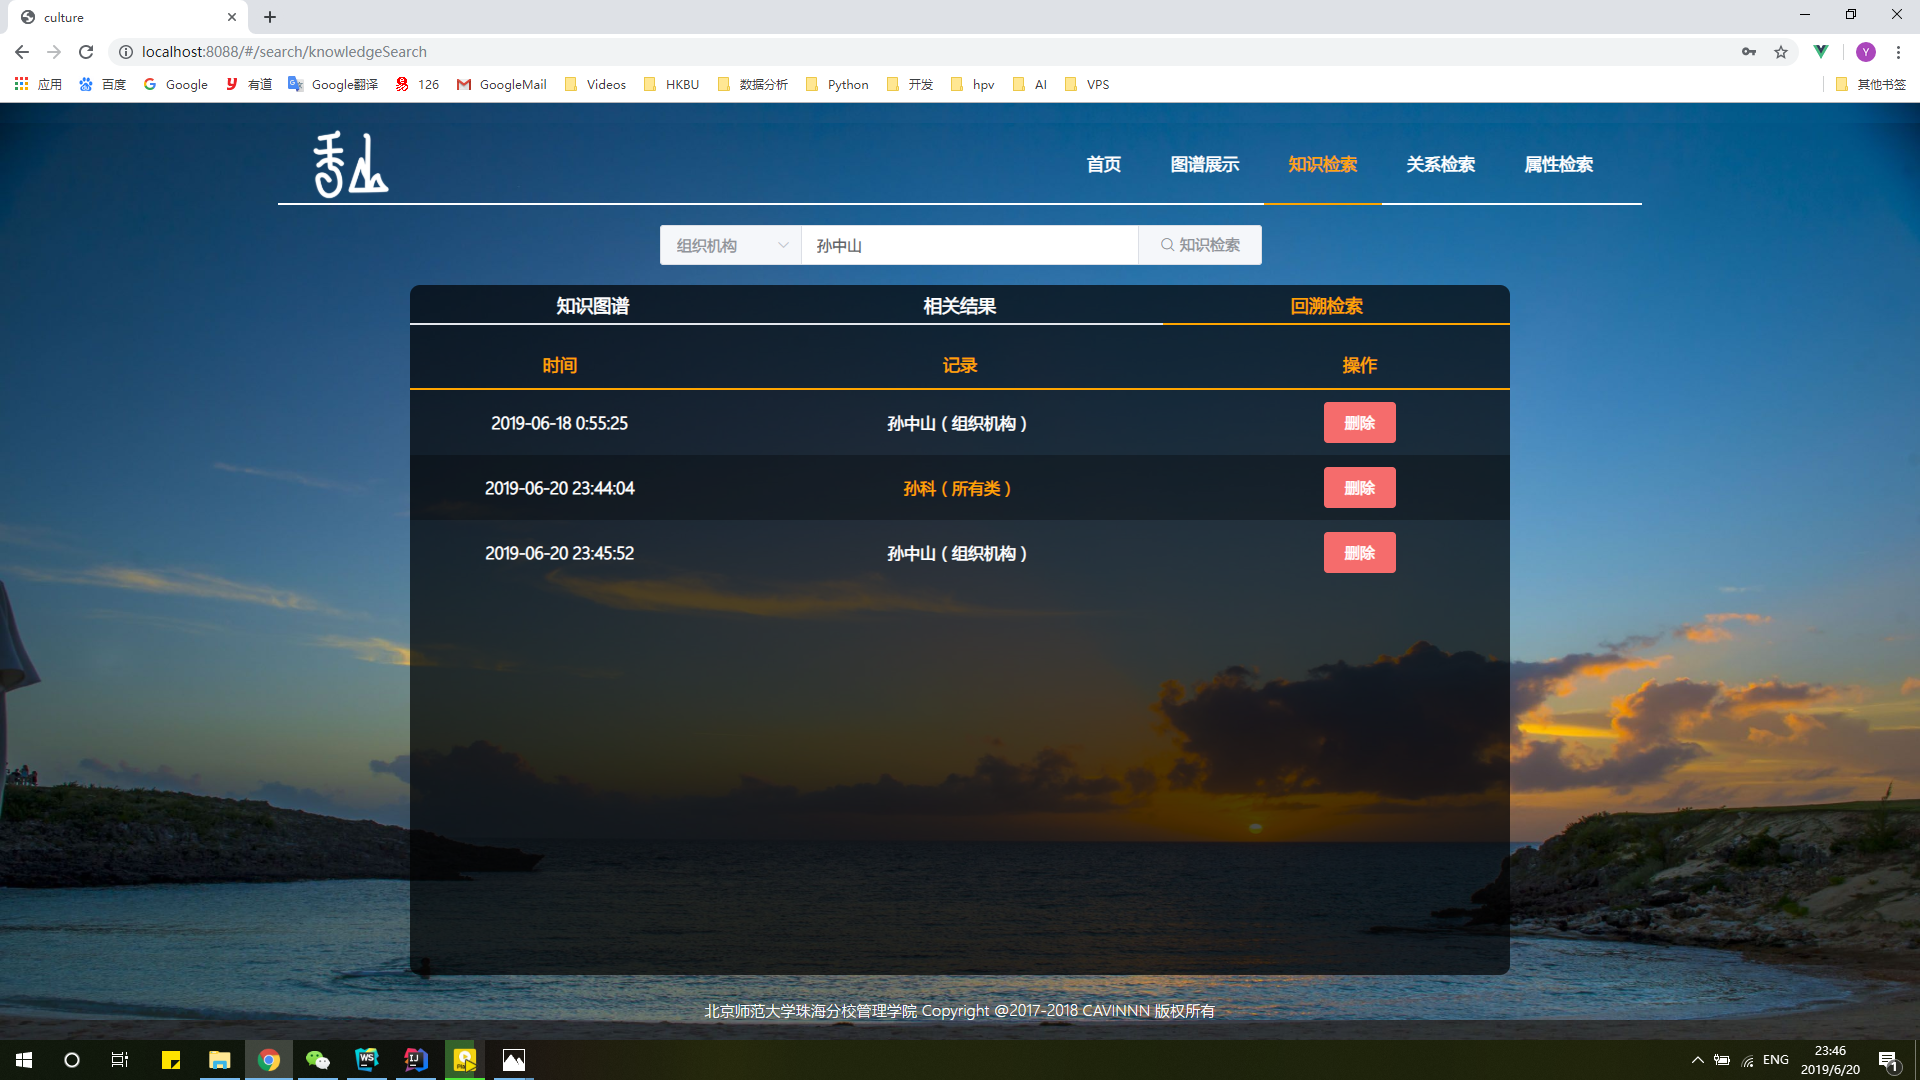 culture
localhost:8088/#/search/knowledgeSearch
Y
应用 百度 Google 有道 Google翻译 126 GoogleMail Videos HKBU 数据分析 Python 开发 hpv AI VPS 其他书签
首页 图谱展示 知识检索 关系检索 属性检索
组织机构 孙中山 知识检索
知识图谱 相关结果 回溯检索
时间 记录 操作
2019-06-18 0:55:25 孙中山 ( 组织机构 ) 删除
2019-06-20 23:44:04 孙科 ( 所有类 ) 删除
2019-06-20 23:45:52 孙中山 ( 组织机构 ) 删除
北京师范大学珠海分校管理学院 Copyright @2017-2018 CAVINNN 版权所有
ENG
23:46
2019/6/20
1